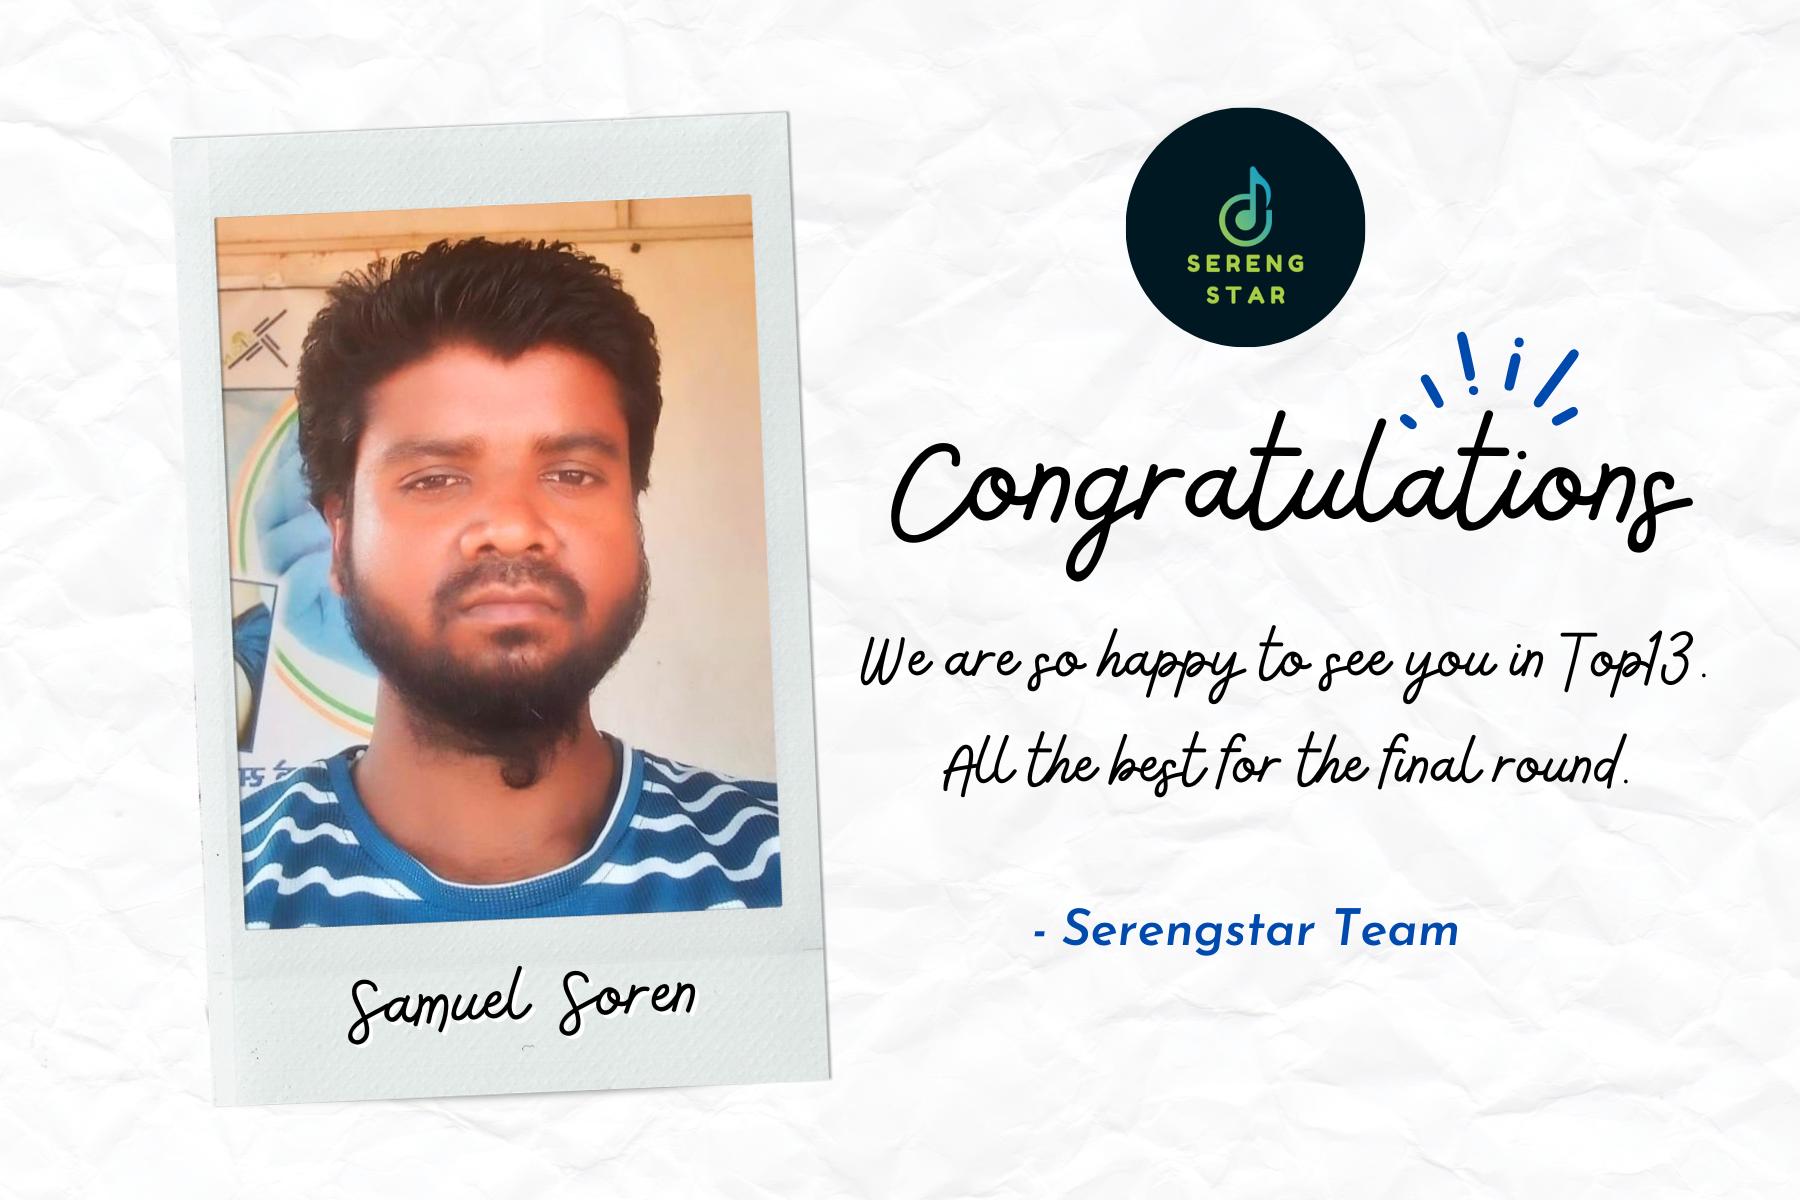 SERENG
STAR
Congratulations
We are so happy to see you in Top13.
All the best for the final round.
- Serengstar Team
Samuel Soren